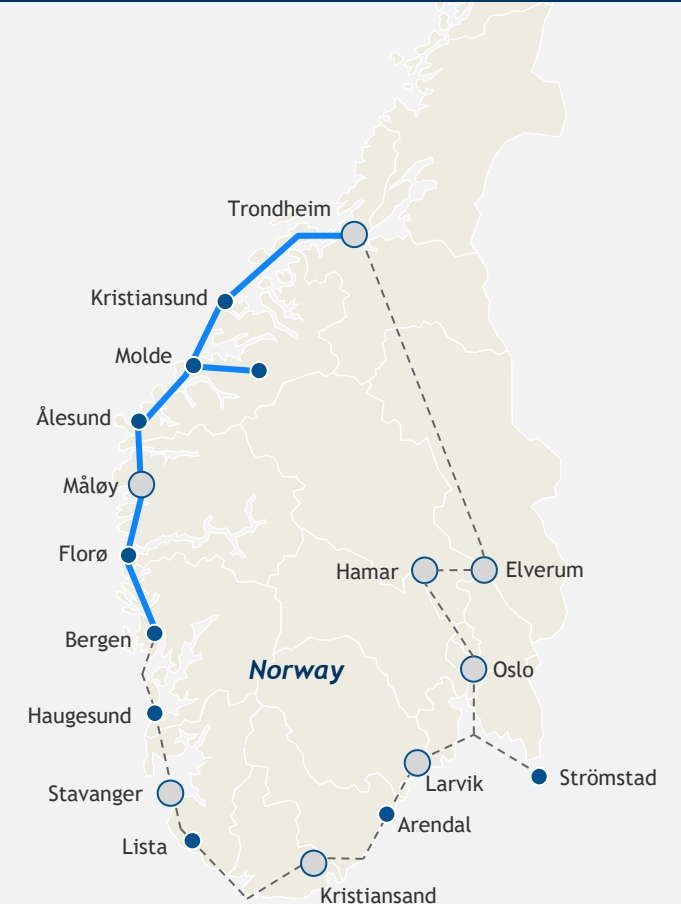 Trondheim
Kristiansund
Molde
Ålesund
Måløy
Florø
Hamar
Elverum
Bergen
Norway
Oslo
Haugesund
Strömstad
Larvik
Stavanger
Arendal
Lista
Kristiansand